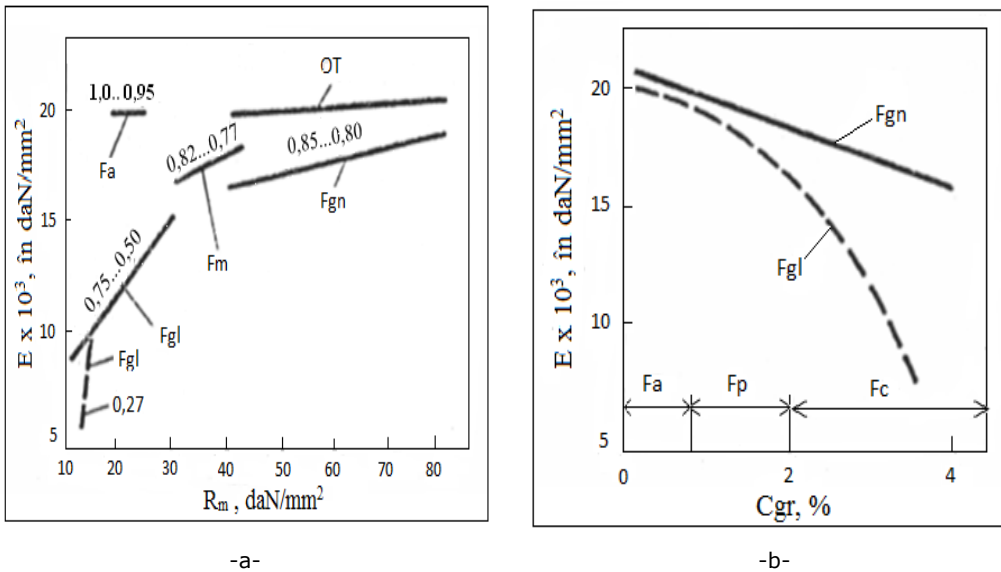 E x 10³, în daN/mm²
20
15
10
5
1,0.. 0,95
Fa
OT
0,82...0,77
Fm
0,85...0,80
Fgn
0,75...0,50
Fgl
Fgl
0,27
10 20 30 40 50 60 70 80
Rm , daN/mm²
-a-
E x 10³, în daN/mm²
20
15
10
5
Fgn
Fgl
Fa Fp Fc
0 2 4
Cgr, %
-b-